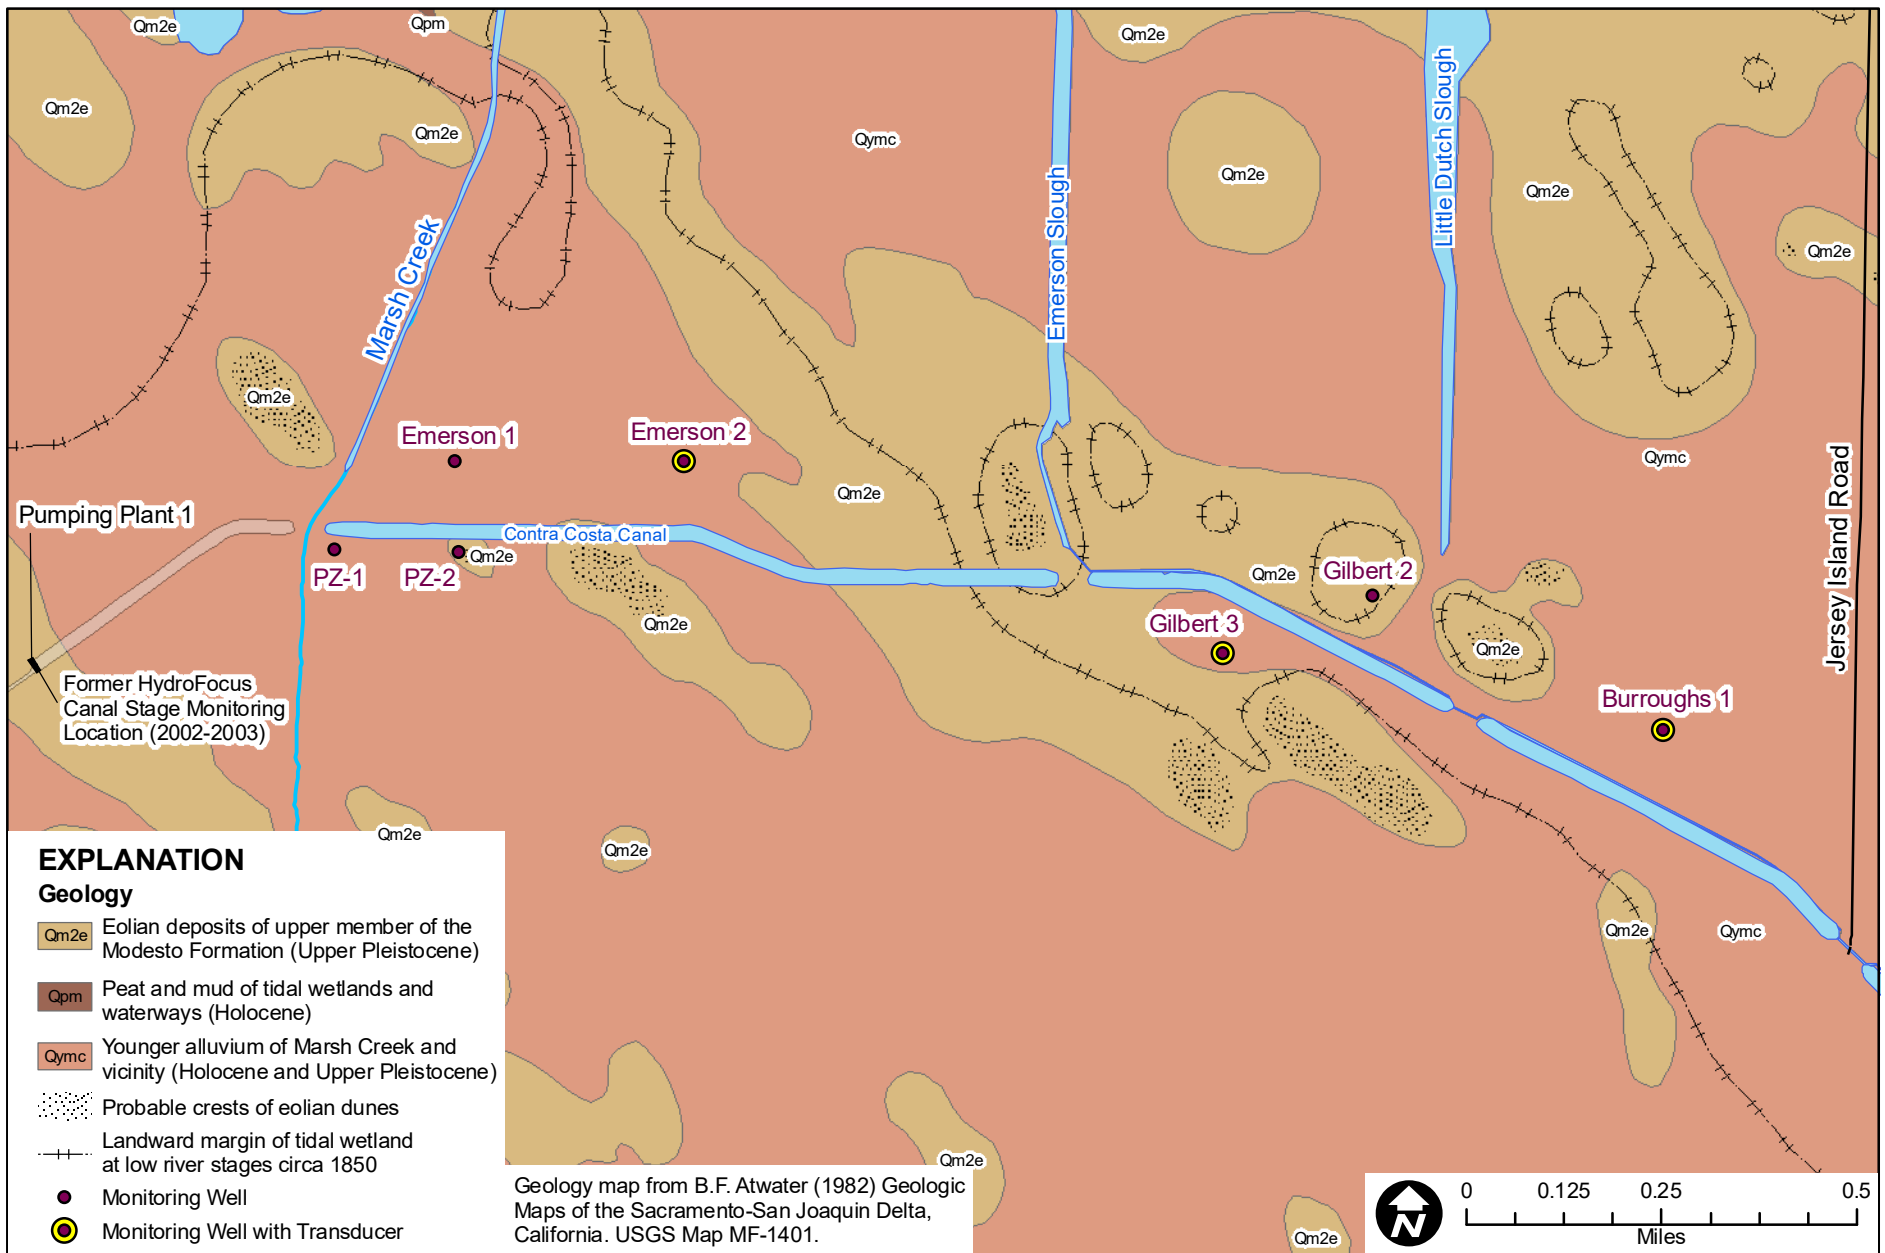 Qm2e
Qpm
Qm2e
Qm2e
Qm2e
Qymc
Qm2e
Qm2e
Qm2e
Marsh Creek
Emerson Slough
Little Dutch Slough
Qm2e
Emerson 1
Emerson 2
Qm2e
Qymc
Jersey Island Road
Pumping Plant 1
Contra Costa Canal
PZ-1
PZ-2
Qm2e
Qm2e
Gilbert 2
Qm2e
Gilbert 3
Qm2e
Burroughs 1
Former HydroFocus
Canal Stage Monitoring
Location (2002-2003)
Qm2e
Qm2e
Qm2e
Qymc
Qm2e
Qm2e
EXPLANATION
Geology
Qm2e
Eolian deposits of upper member of the
Modesto Formation (Upper Pleistocene)
Qpm
Peat and mud of tidal wetlands and
waterways (Holocene)
Qymc
Younger alluvium of Marsh Creek and
vicinity (Holocene and Upper Pleistocene)
Probable crests of eolian dunes
Landward margin of tidal wetland
at low river stages circa 1850
Monitoring Well
Monitoring Well with Transducer
Geology map from B.F. Atwater (1982) Geologic
Maps of the Sacramento-San Joaquin Delta,
California. USGS Map MF-1401.
N
0 0.125 0.25 0.5
Miles